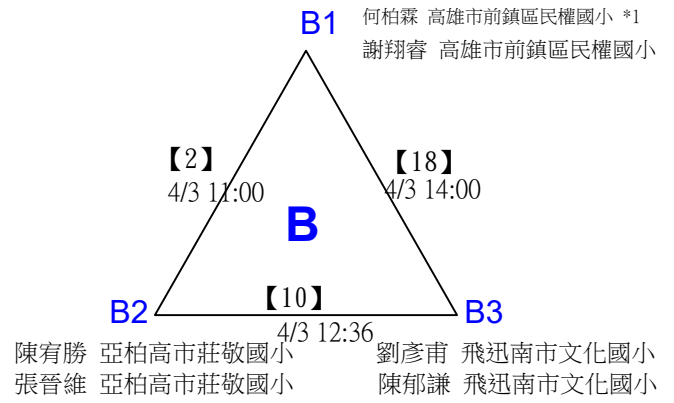 B1
何柏霖 高雄市前鎮區民權國小 *1
謝翔睿 高雄市前鎮區民權國小
【2】
4/3 11:00
【18】
4/3 14:00
B
【10】
4/3 12:36
B2
B3
陳宥勝 亞柏高市莊敬國小
劉彥甫 飛迅南市文化國小
張晉維 亞柏高市莊敬國小
陳郁謙 飛迅南市文化國小